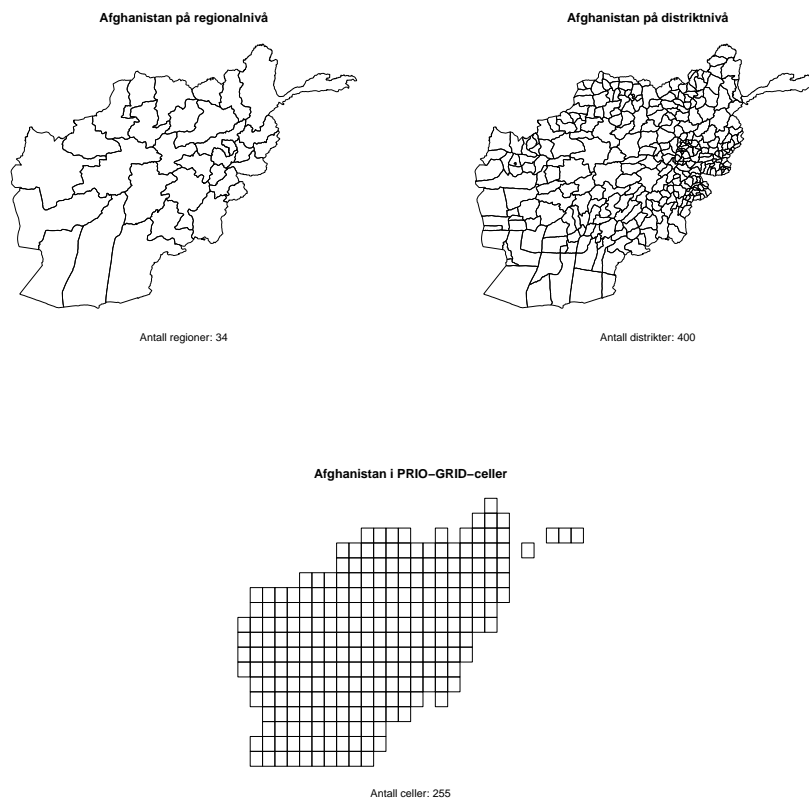 Afghanistan på regionalnivå
Afghanistan på distriktnivå
Antall regioner: 34
Antall distrikter: 400
Afghanistan i PRIO−GRID−celler
Antall celler: 255